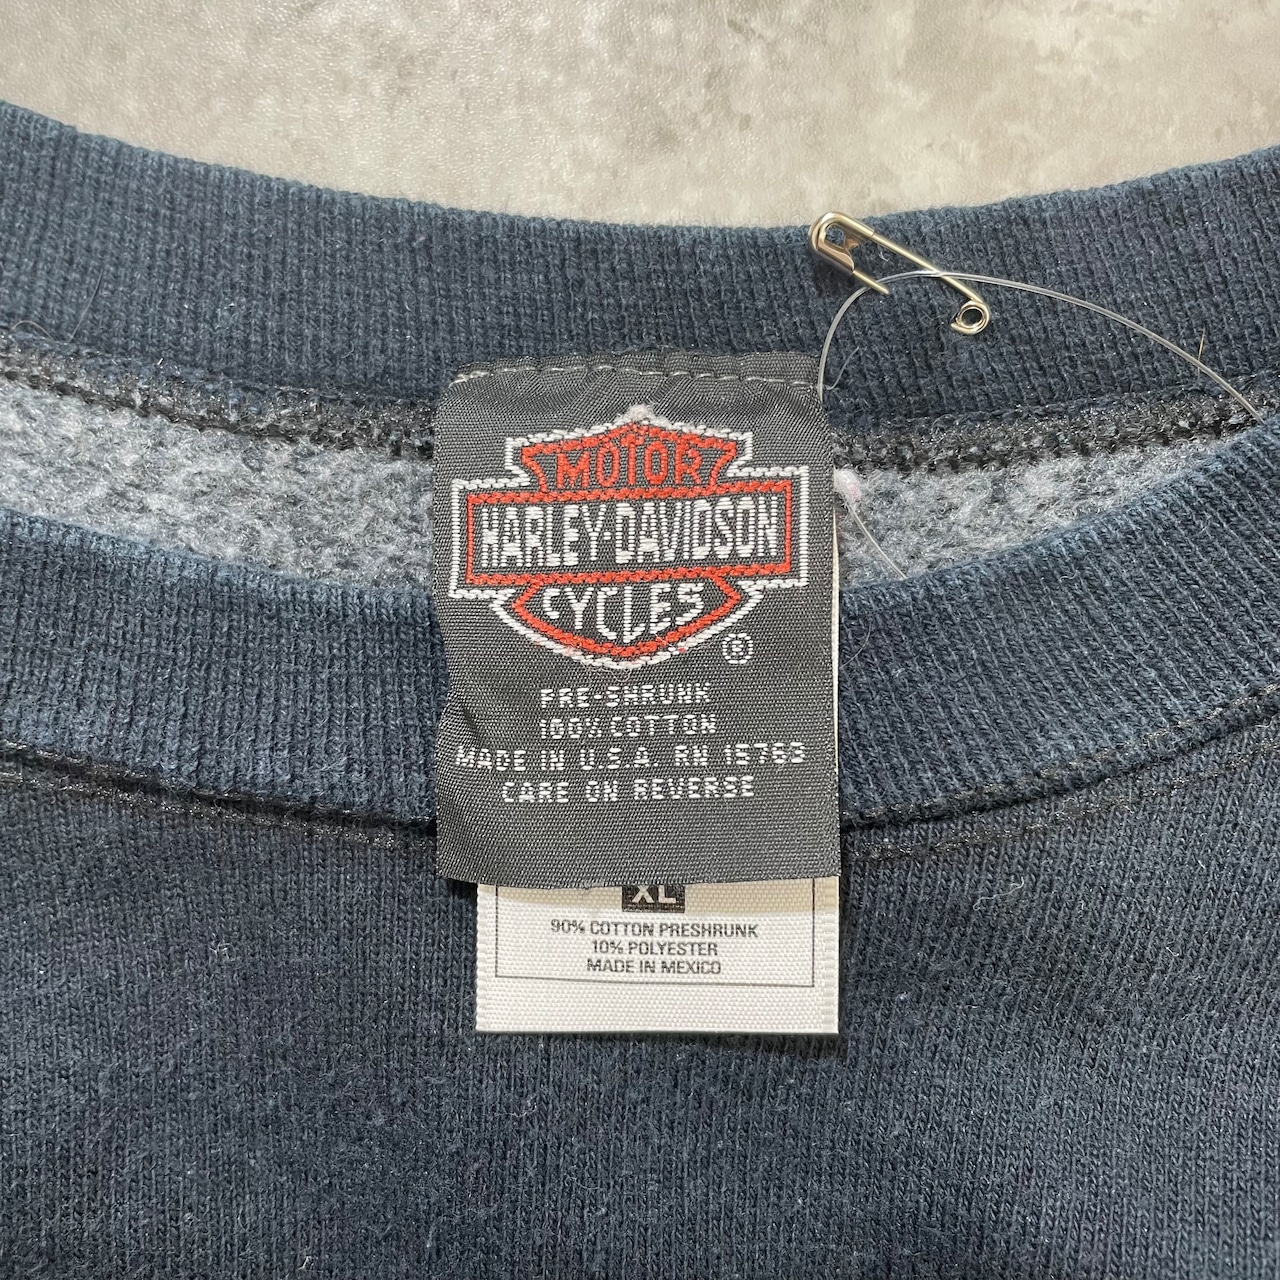 MOTOR
HARLEY-DAVIDSON
CYCLES
®
PRE-SHRUNK
100% COTTON
MADE IN U.S.A. RN 15763
CARE ON REVERSE
XL
90% COTTON PRESHRUNK
10% POLYESTER
MADE IN MEXICO